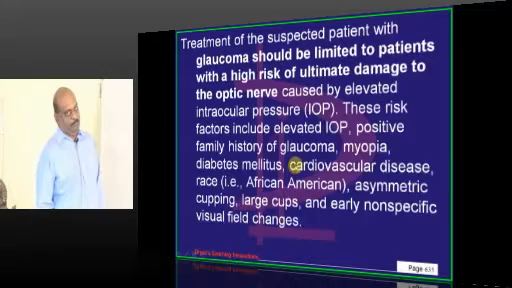 Treatment of the suspected patient with
glaucoma should be limited to patients
with a high risk of ultimate damage to
the optic nerve caused by elevated
intraocular pressure (IOP). These risk
factors include elevated IOP, positive
family history of glaucoma, myopia,
diabetes mellitus, cardiovascular disease,
race (i.e., African American), asymmetric
cupping, large cups, and early nonspecific
visual field changes.